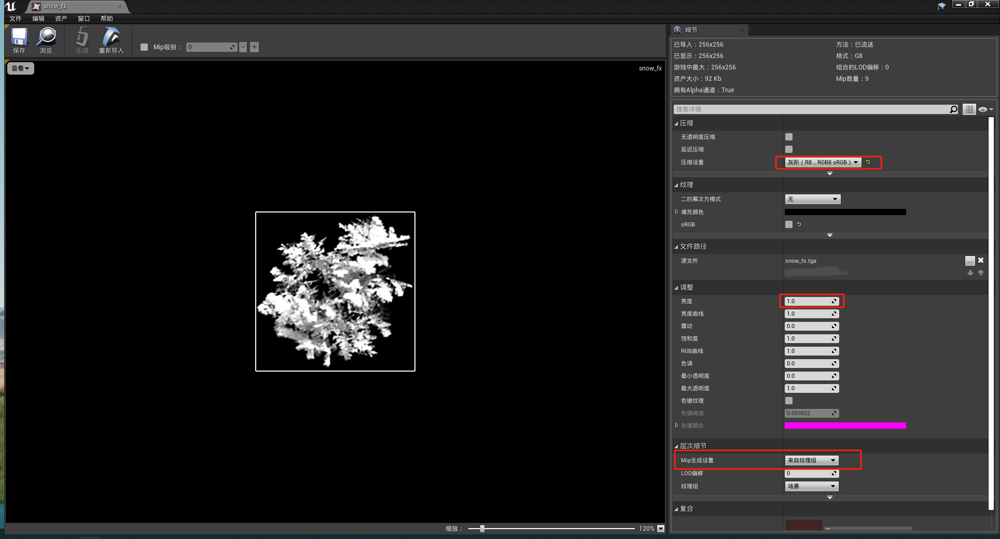 snow_fx
文件 编辑 资产 窗口 帮助
保存 浏览 压缩 重新导入 Mip级别： 0 - +
查看
snow_fx
缩放： 120%
细节
已导入：256x256 方法：已流送
已显示：256x256 格式：G8
游戏中最大：256x256 组合的LOD偏移：0
资产大小：92 Kb Mip数量：9
拥有Alpha通道：True
搜索详情
压缩
无透明度压缩
延迟压缩
压缩设置 灰阶（R8，RGB8 sRGB）
纹理
二的幂次方模式 无
填充颜色
sRGB
文件路径
源文件 snow_fx.tga ...
调整
亮度 1.0
亮度曲线 1.0
震动 0.0
饱和度 1.0
RGB曲线 1.0
色调 0.0
最小透明度 0.0
最大透明度 1.0
色键纹理
色键阈值 0.003922
色键颜色
层次细节
Mip生成设置 来自纹理组
LOD偏移 0
纹理组 场景
复合